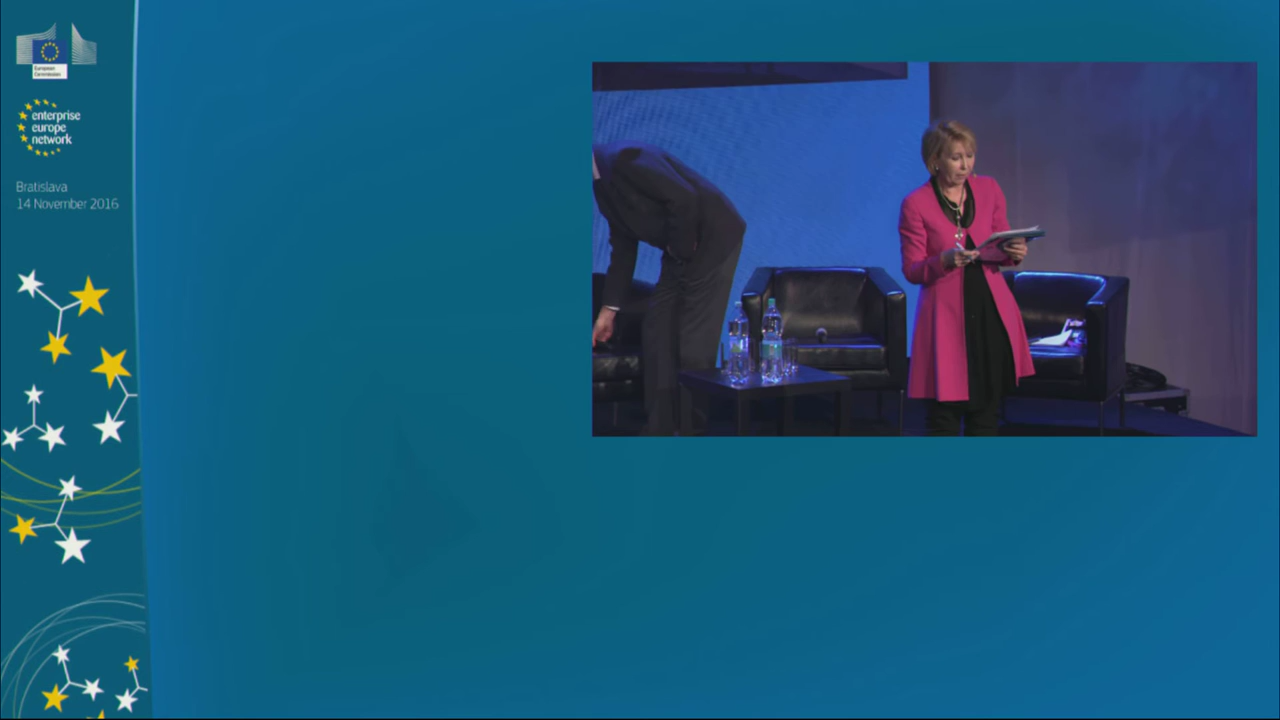 European
Commission
enterprise
europe
network
Bratislava
14 November 2016